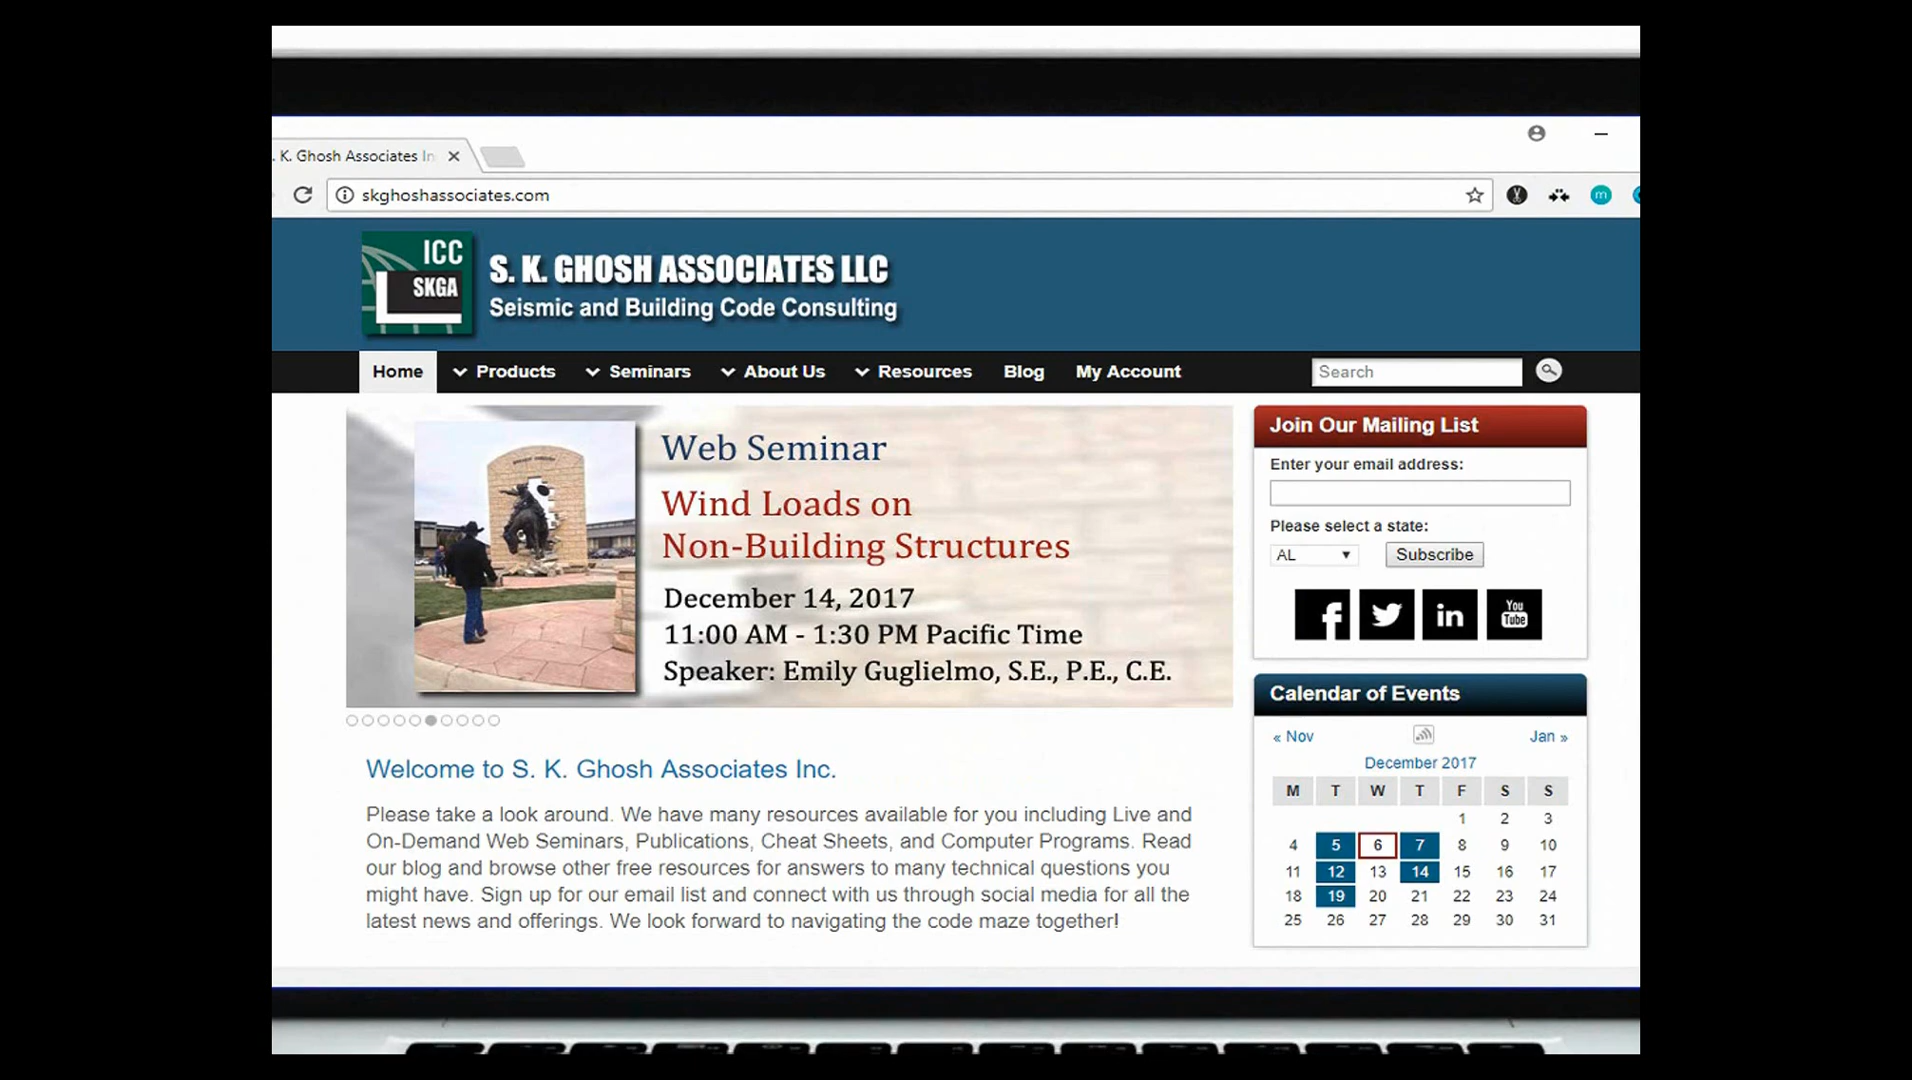 . K. Ghosh Associates In
skghoshassociates.com
m
ICC
SKGA
S. K. GHOSH ASSOCIATES LLC
Seismic and Building Code Consulting
Home Products Seminars About Us Resources Blog My Account Search
Web Seminar
Wind Loads on
Non-Building Structures
December 14, 2017
11:00 AM - 1:30 PM Pacific Time
Speaker: Emily Guglielmo, S.E., P.E., C.E.
Welcome to S. K. Ghosh Associates Inc.
Please take a look around. We have many resources available for you including Live and
On-Demand Web Seminars, Publications, Cheat Sheets, and Computer Programs. Read
our blog and browse other free resources for answers to many technical questions you
might have. Sign up for our email list and connect with us through social media for all the
latest news and offerings. We look forward to navigating the code maze together!
Join Our Mailing List
Enter your email address:
Please select a state:
AL Subscribe
f in You Tube
Calendar of Events
« Nov Jan »
December 2017
M T W T F S S
1 2 3
4 5 6 7 8 9 10
11 12 13 14 15 16 17
18 19 20 21 22 23 24
25 26 27 28 29 30 31